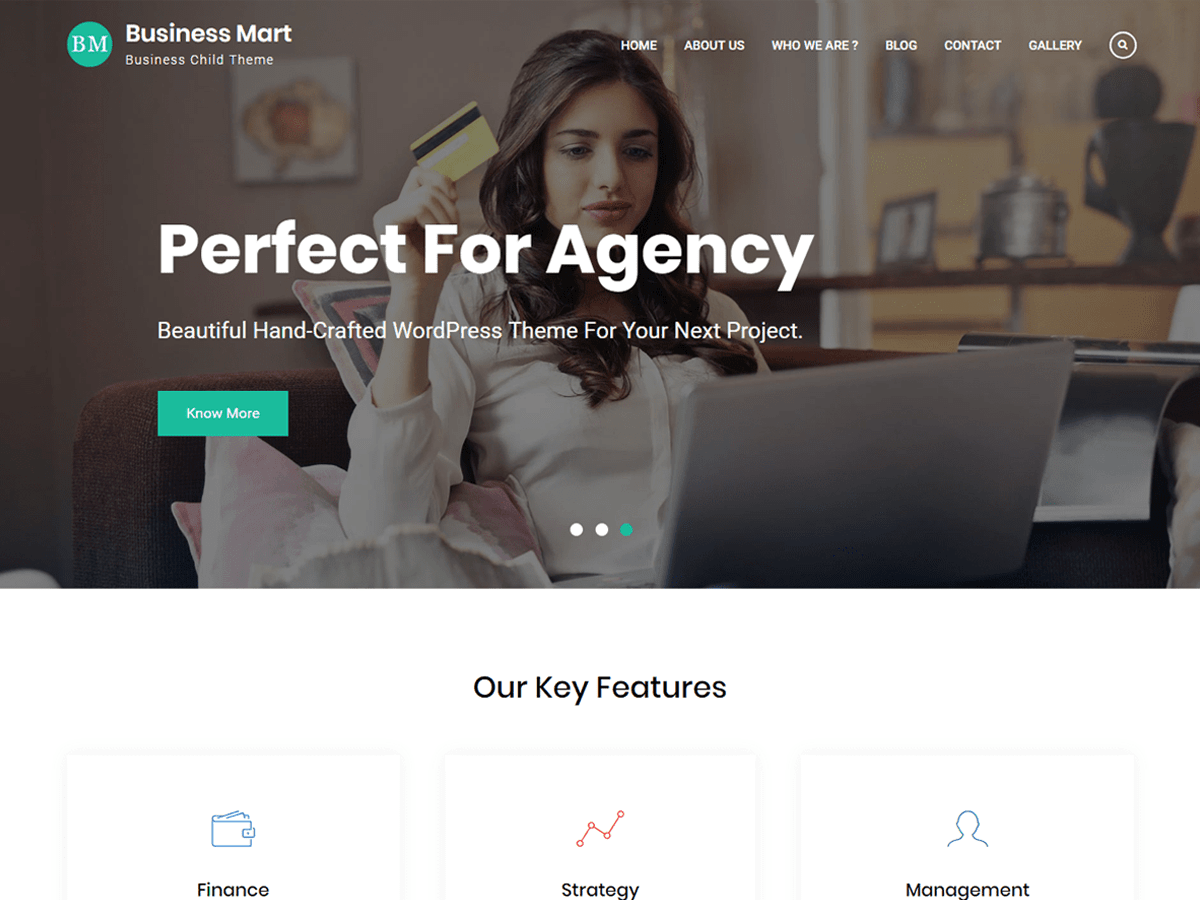 BM
Business Mart
Business Child Theme
HOME ABOUT US WHO WE ARE ? BLOG CONTACT GALLERY
Perfect For Agency
Beautiful Hand-Crafted WordPress Theme For Your Next Project.
Know More
Our Key Features
Finance Strategy Management